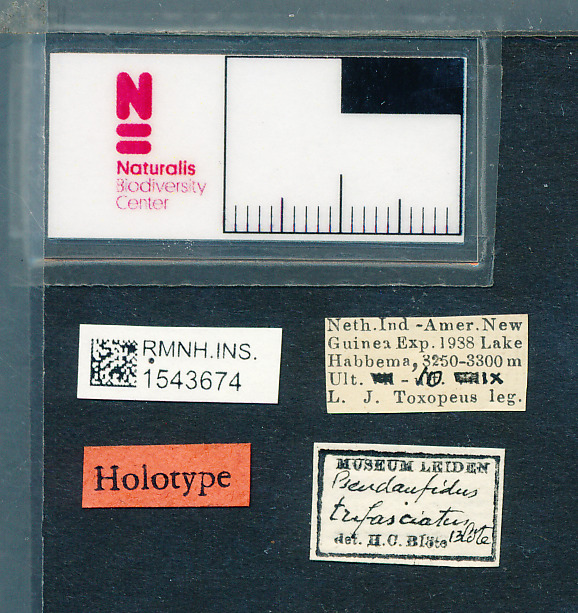 Naturalis
Biodiversity
Center
RMNH.INS.
1543674
Neth.Ind-Amer.New
Guinea Exp. 1938 Lake
Habbema, 3250-3300 m
Ult. - 10. IX
L. J. Toxopeus leg.
Holotype
MUSEUM LEIDEN
Pseudaufidus
trifasciatus
Blöte
det. H.C. Blöte